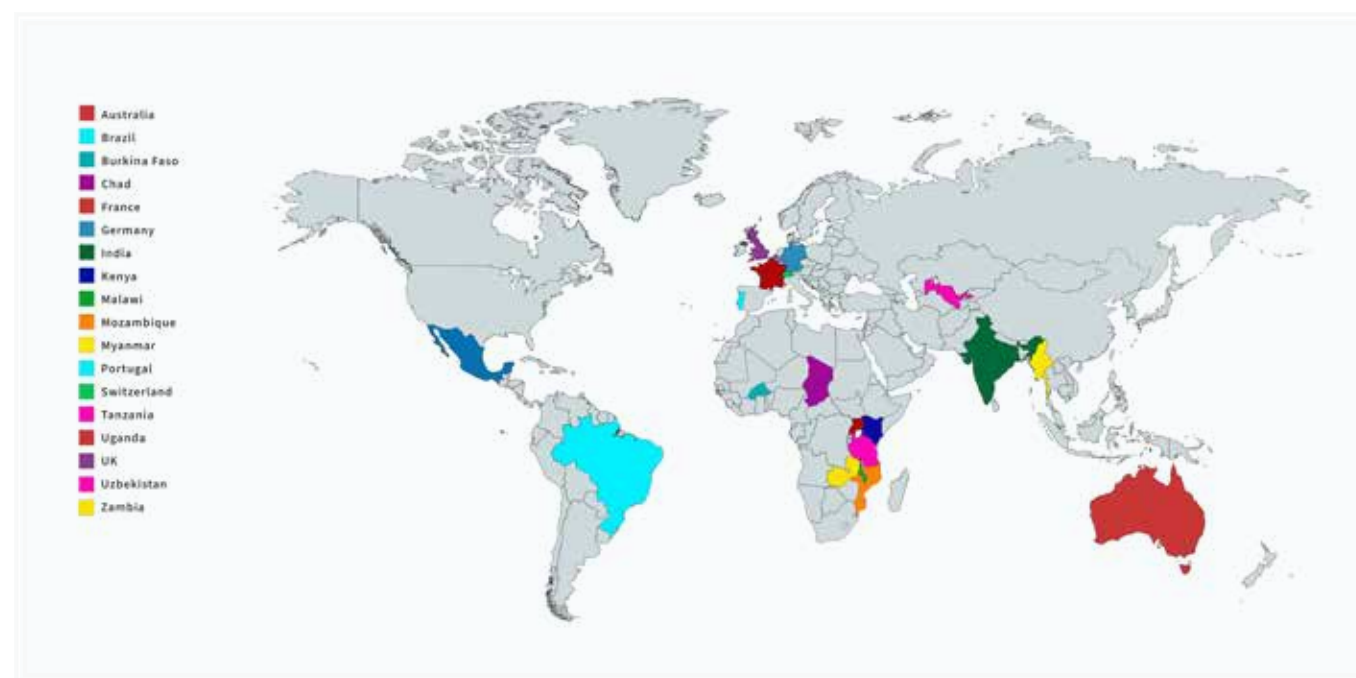 Australia
Brazil
Burkina Faso
Chad
France
Germany
India
Kenya
Malawi
Mozambique
Myanmar
Portugal
Switzerland
Tanzania
Uganda
UK
Uzbekistan
Zambia